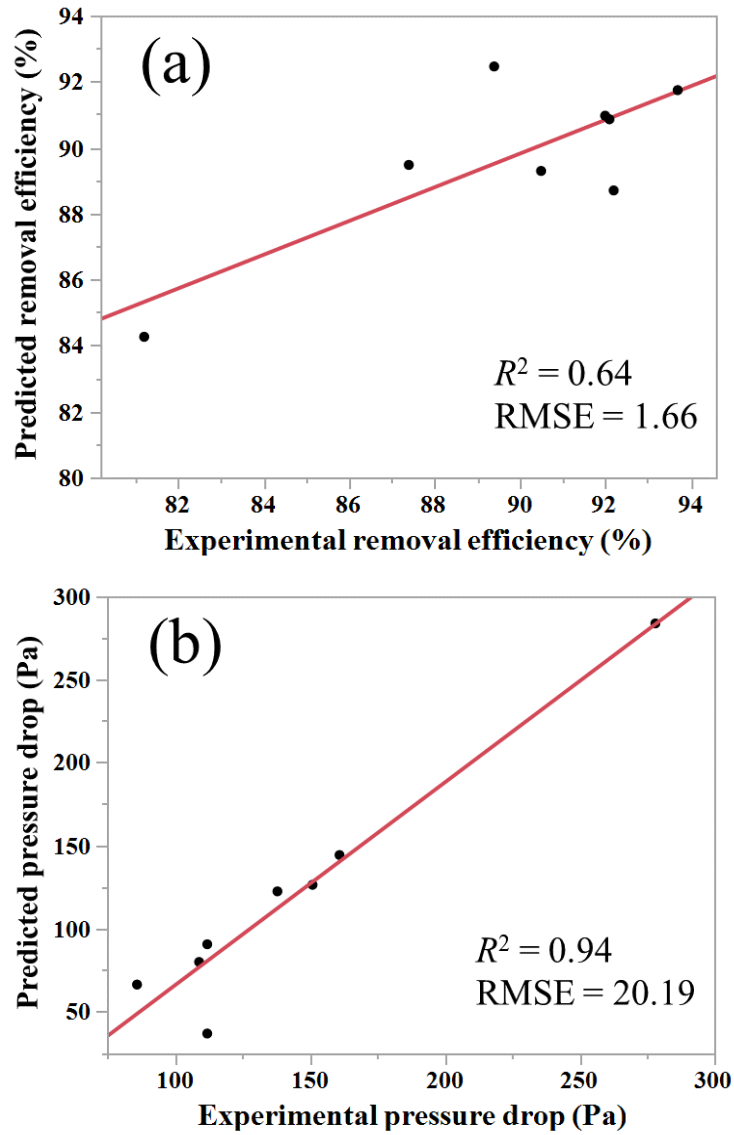 (a)
Predicted removal efficiency (%)
94
92
90
88
86
84
82
80
R² = 0.64
RMSE = 1.66
82 84 86 88 90 92 94
Experimental removal efficiency (%)
(b)
Predicted pressure drop (Pa)
300
250
200
150
100
50
R² = 0.94
RMSE = 20.19
100 150 200 250 300
Experimental pressure drop (Pa)